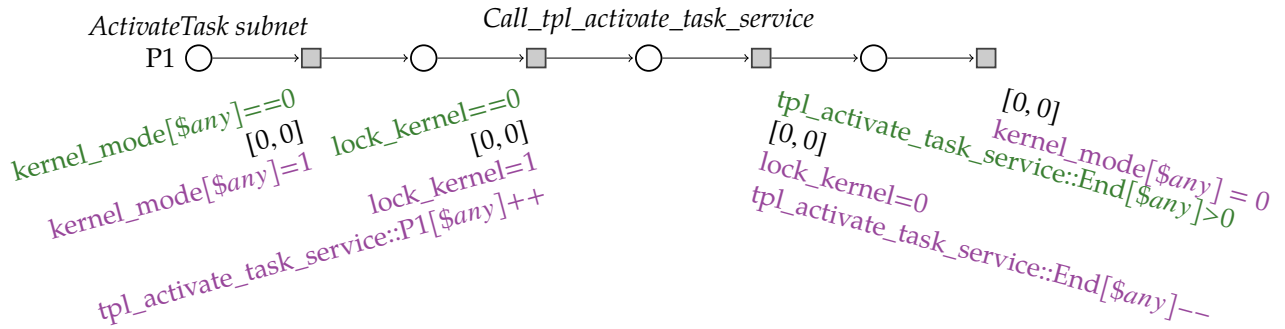 ActivateTask subnet
Call_tpl_activate_task_service
P1
kernel_mode[$any]==0
[0,0]
kernel_mode[$any]=1
lock_kernel==0
[0,0]
lock_kernel=1
tpl_activate_task_service::P1[$any]++
tpl_activate_task_service::End[$any]>0
[0,0]
lock_kernel=0
tpl_activate_task_service::End[$any]−−
[0,0]
kernel_mode[$any] = 0